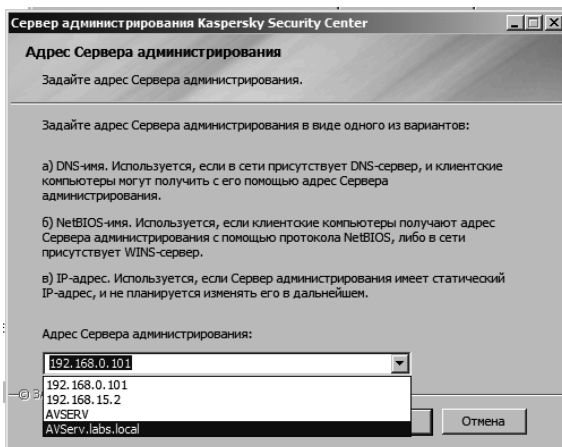 Сервер администрирования Kaspersky Security Center
Адрес Сервера администрирования
Задайте адрес Сервера администрирования.
Задайте адрес Сервера администрирования в виде одного из вариантов:
а) DNS-имя. Используется, если в сети присутствует DNS-сервер, и клиентские
компьютеры могут получить с его помощью адрес Сервера
администрирования.
б) NetBIOS-имя. Используется, если клиентские компьютеры получают адрес
Сервера администрирования с помощью протокола NetBIOS, либо в сети
присутствует WINS-сервер.
в) IP-адрес. Используется, если Сервер администрирования имеет статический
IP-адрес, и не планируется изменять его в дальнейшем.
Адрес Сервера администрирования:
192.168.0.101
192.168.0.101
192.168.15.2
AVSERV
AVServ.labs.local
Отмена